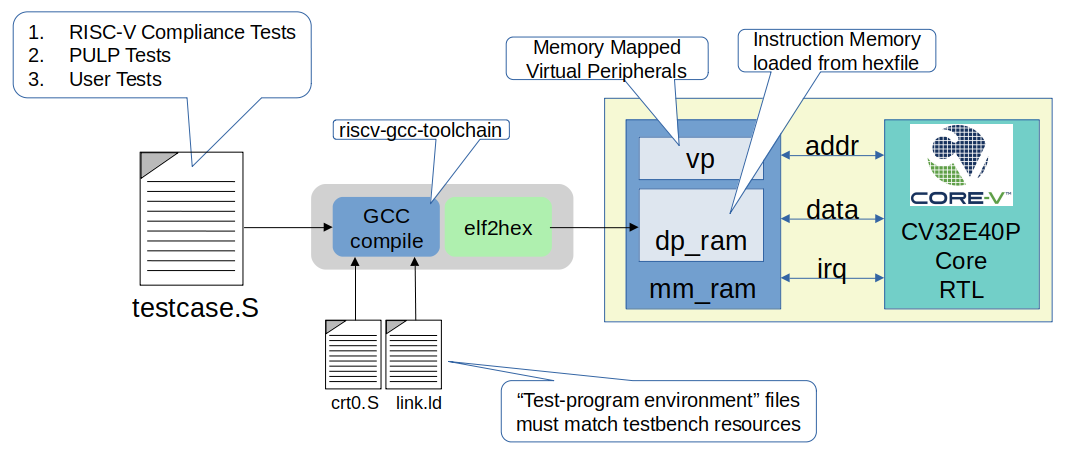 1. RISC-V Compliance Tests
2. PULP Tests
3. User Tests
testcase.S
riscv-gcc-toolchain
GCC
compile
elf2hex
crt0.S
link.ld
“Test-program environment” files
must match testbench resources
Memory Mapped
Virtual Peripherals
Instruction Memory
loaded from hexfile
vp
dp_ram
mm_ram
addr
data
irq
CORE-V™
CV32E40P
Core
RTL